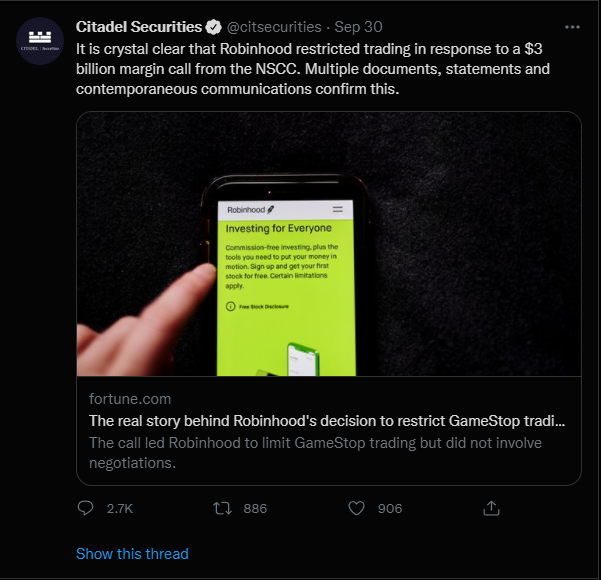 Citadel Securities @citsecurities · Sep 30
It is crystal clear that Robinhood restricted trading in response to a $3
billion margin call from the NSCC. Multiple documents, statements and
contemporaneous communications confirm this.
CITADEL | Securities
Robinhood
Investing for Everyone
Commission-free investing, plus the
tools you need to put your money in
motion. Sign up and get your first
stock for free. Certain limitations
apply.
Free Stock Disclosure
fortune.com
The real story behind Robinhood's decision to restrict GameStop tradi...
The call led Robinhood to limit GameStop trading but did not involve
negotiations.
2.7K 886 906
Show this thread